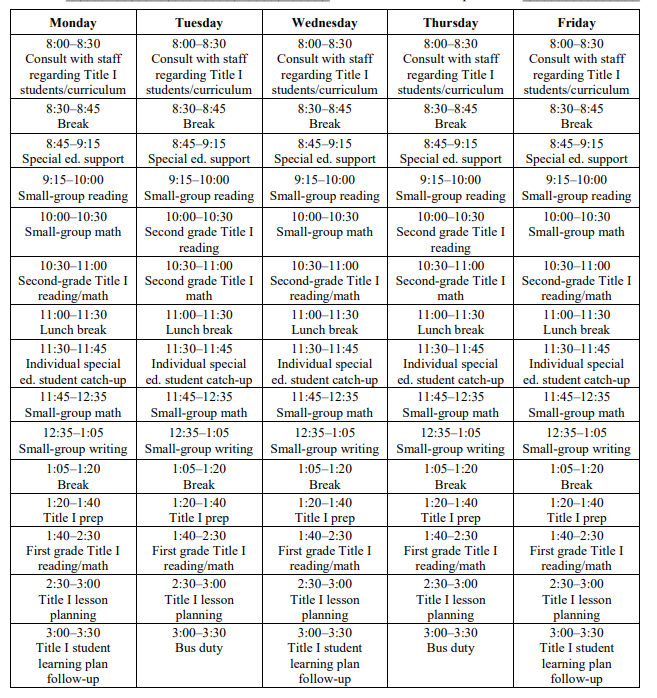 Monday Tuesday Wednesday Thursday Friday
8:00–8:30 8:00–8:30 8:00–8:30 8:00–8:30 8:00–8:30
Consult with staff Consult with staff Consult with staff Consult with staff Consult with staff
regarding Title I regarding Title I regarding Title I regarding Title I regarding Title I
students/curriculum students/curriculum students/curriculum students/curriculum students/curriculum
8:30–8:45 8:30–8:45 8:30–8:45 8:30–8:45 8:30–8:45
Break Break Break Break Break
8:45–9:15 8:45–9:15 8:45–9:15 8:45–9:15 8:45–9:15
Special ed. support Special ed. support Special ed. support Special ed. support Special ed. support
9:15–10:00 9:15–10:00 9:15–10:00 9:15–10:00 9:15–10:00
Small-group reading Small-group reading Small-group reading Small-group reading Small-group reading
10:00–10:30 10:00–10:30 10:00–10:30 10:00–10:30 10:00–10:30
Small-group math Second grade Title I Small-group math Second grade Title I Small-group math
reading reading
10:30–11:00 10:30–11:00 10:30–11:00 10:30–11:00 10:30–11:00
Second-grade Title I Second grade Title I Second-grade Title I Second-grade Title I Second-grade Title I
reading/math math reading/math math reading/math
11:00–11:30 11:00–11:30 11:00–11:30 11:00–11:30 11:00–11:30
Lunch break Lunch break Lunch break Lunch break Lunch break
11:30–11:45 11:30–11:45 11:30–11:45 11:30–11:45 11:30–11:45
Individual special Individual special Individual special Individual special Individual special
ed. student catch-up ed. student catch-up ed. student catch-up ed. student catch-up ed. student catch-up
11:45–12:35 11:45–12:35 11:45–12:35 11:45–12:35 11:45–12:35
Small-group math Small-group math Small-group math Small-group math Small-group math
12:35–1:05 12:35–1:05 12:35–1:05 12:35–1:05 12:35–1:05
Small-group writing Small-group writing Small-group writing Small-group writing Small-group writing
1:05–1:20 1:05–1:20 1:05–1:20 1:05–1:20 1:05–1:20
Break Break Break Break Break
1:20–1:40 1:20–1:40 1:20–1:40 1:20–1:40 1:20–1:40
Title I prep Title I prep Title I prep Title I prep Title I prep
1:40–2:30 1:40–2:30 1:40–2:30 1:40–2:30 1:40–2:30
First grade Title I First grade Title I First grade Title I First grade Title I First grade Title I
reading/math reading/math reading/math reading/math reading/math
2:30–3:00 2:30–3:00 2:30–3:00 2:30–3:00 2:30–3:00
Title I lesson Title I lesson Title I lesson Title I lesson Title I lesson
planning planning planning planning planning
3:00–3:30 3:00–3:30 3:00–3:30 3:00–3:30 3:00–3:30
Title I student Bus duty Title I student Bus duty Title I student
learning plan learning plan learning plan
follow-up follow-up follow-up